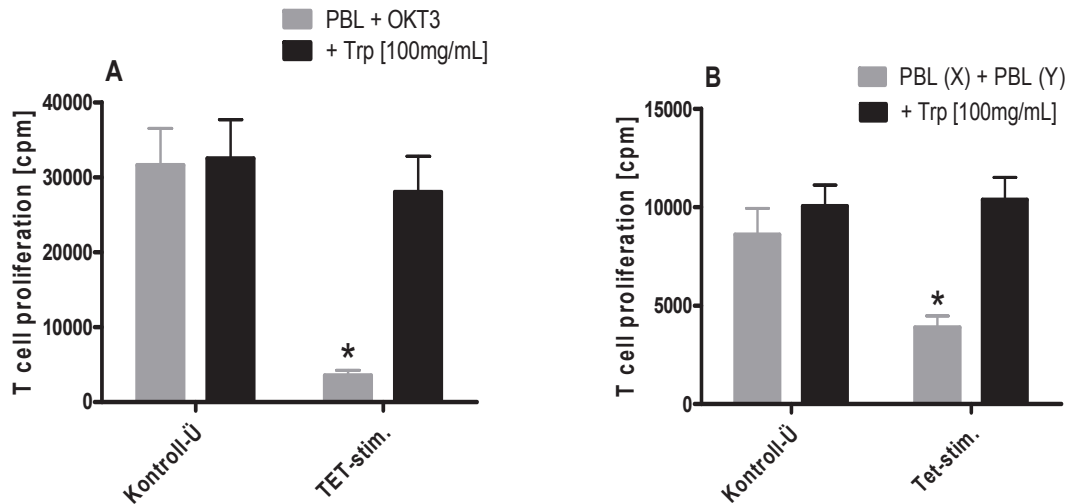 PBL + OKT3
+ Trp [100mg/mL]
A
T cell proliferation [cpm]
40000
30000
20000
10000
0
*
Kontroll-Ü
TET-stim.
PBL (X) + PBL (Y)
+ Trp [100mg/mL]
B
T cell proliferation [cpm]
15000
10000
5000
0
*
Kontroll-Ü
Tet-stim.